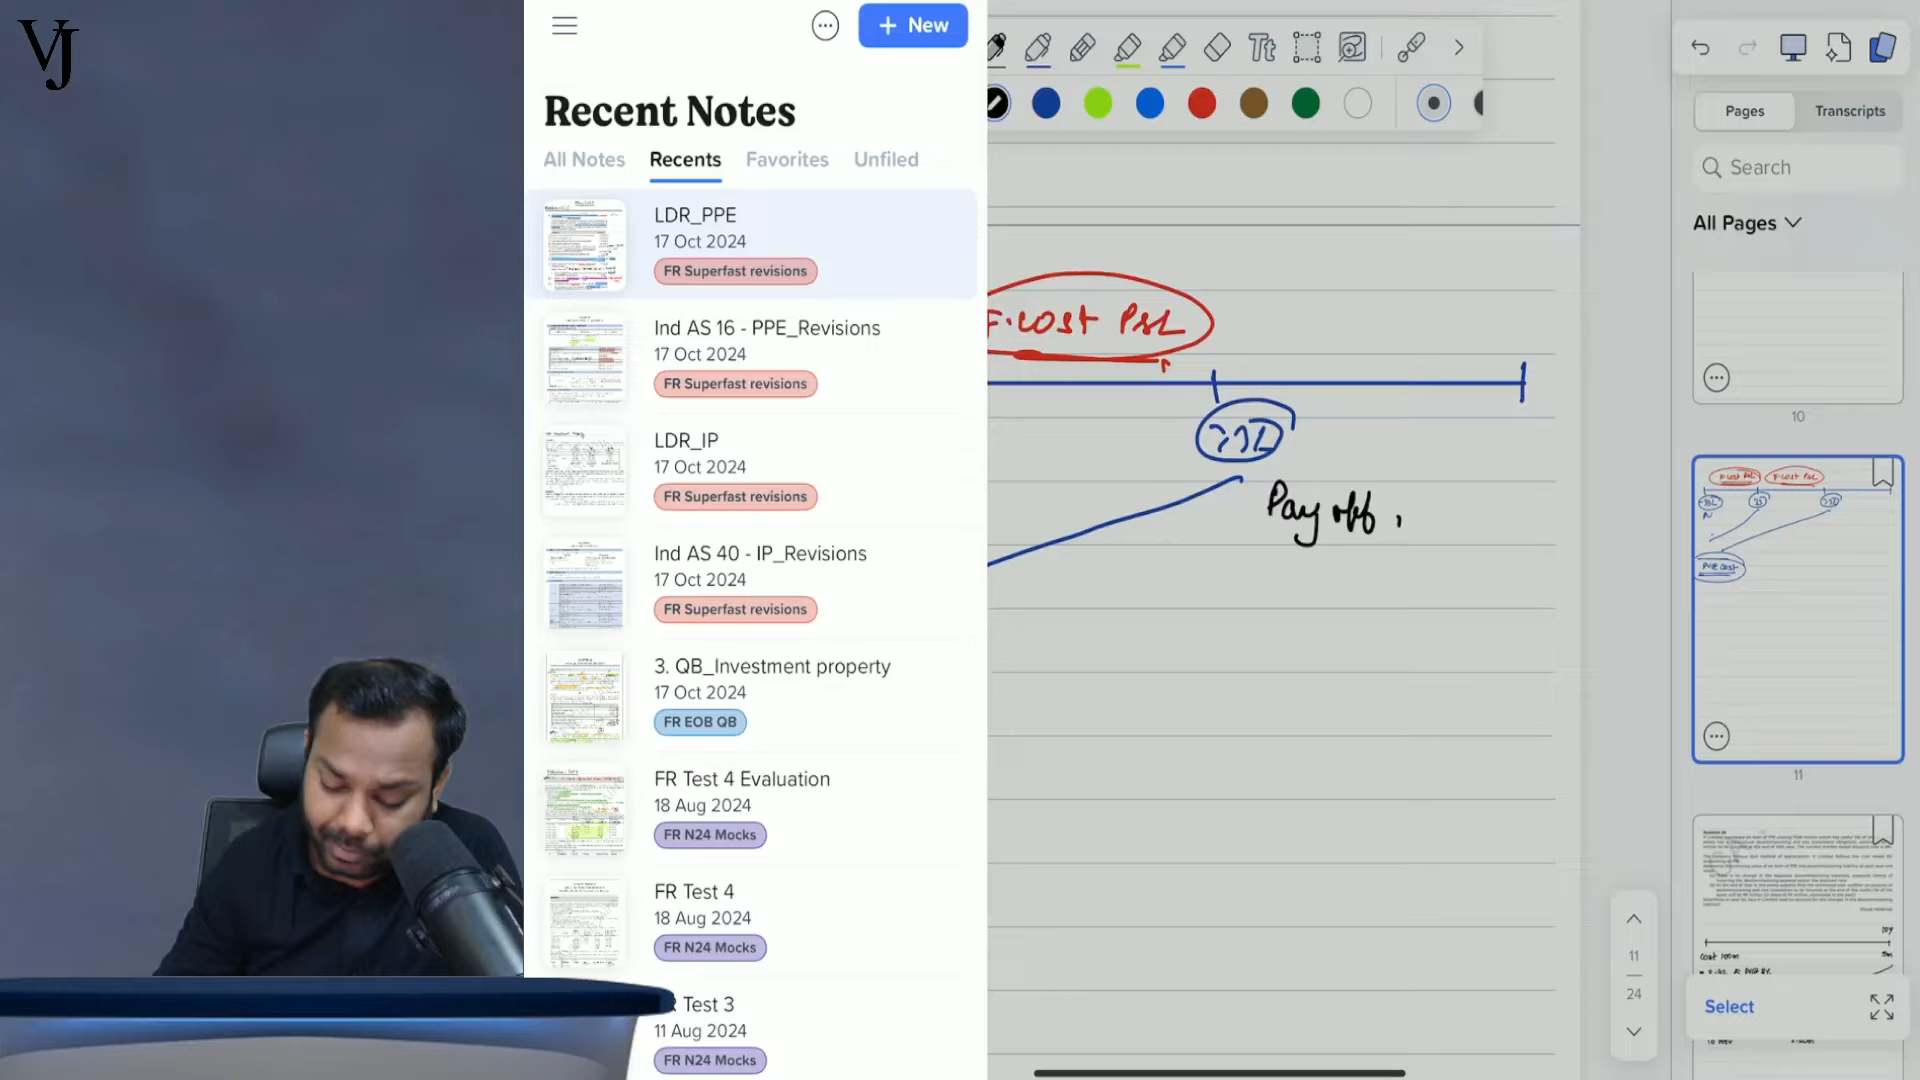 VJ
New
Recent Notes
All Notes Recents Favorites Unfiled
LDR_PPE
17 Oct 2024
FR Superfast revisions
Ind AS 16 - PPE_Revisions
17 Oct 2024
FR Superfast revisions
LDR_IP
17 Oct 2024
FR Superfast revisions
Ind AS 40 - IP_Revisions
17 Oct 2024
FR Superfast revisions
3. QB_Investment property
17 Oct 2024
FR EOB QB
FR Test 4 Evaluation
18 Aug 2024
FR N24 Mocks
FR Test 4
18 Aug 2024
FR N24 Mocks
Test 3
11 Aug 2024
FR N24 Mocks
Tt
F.Cost P&L
Pay off ,
Pages Transcripts
Search
All Pages
10
F.Cost P&L F.Cost P&L
11
11
24
Select